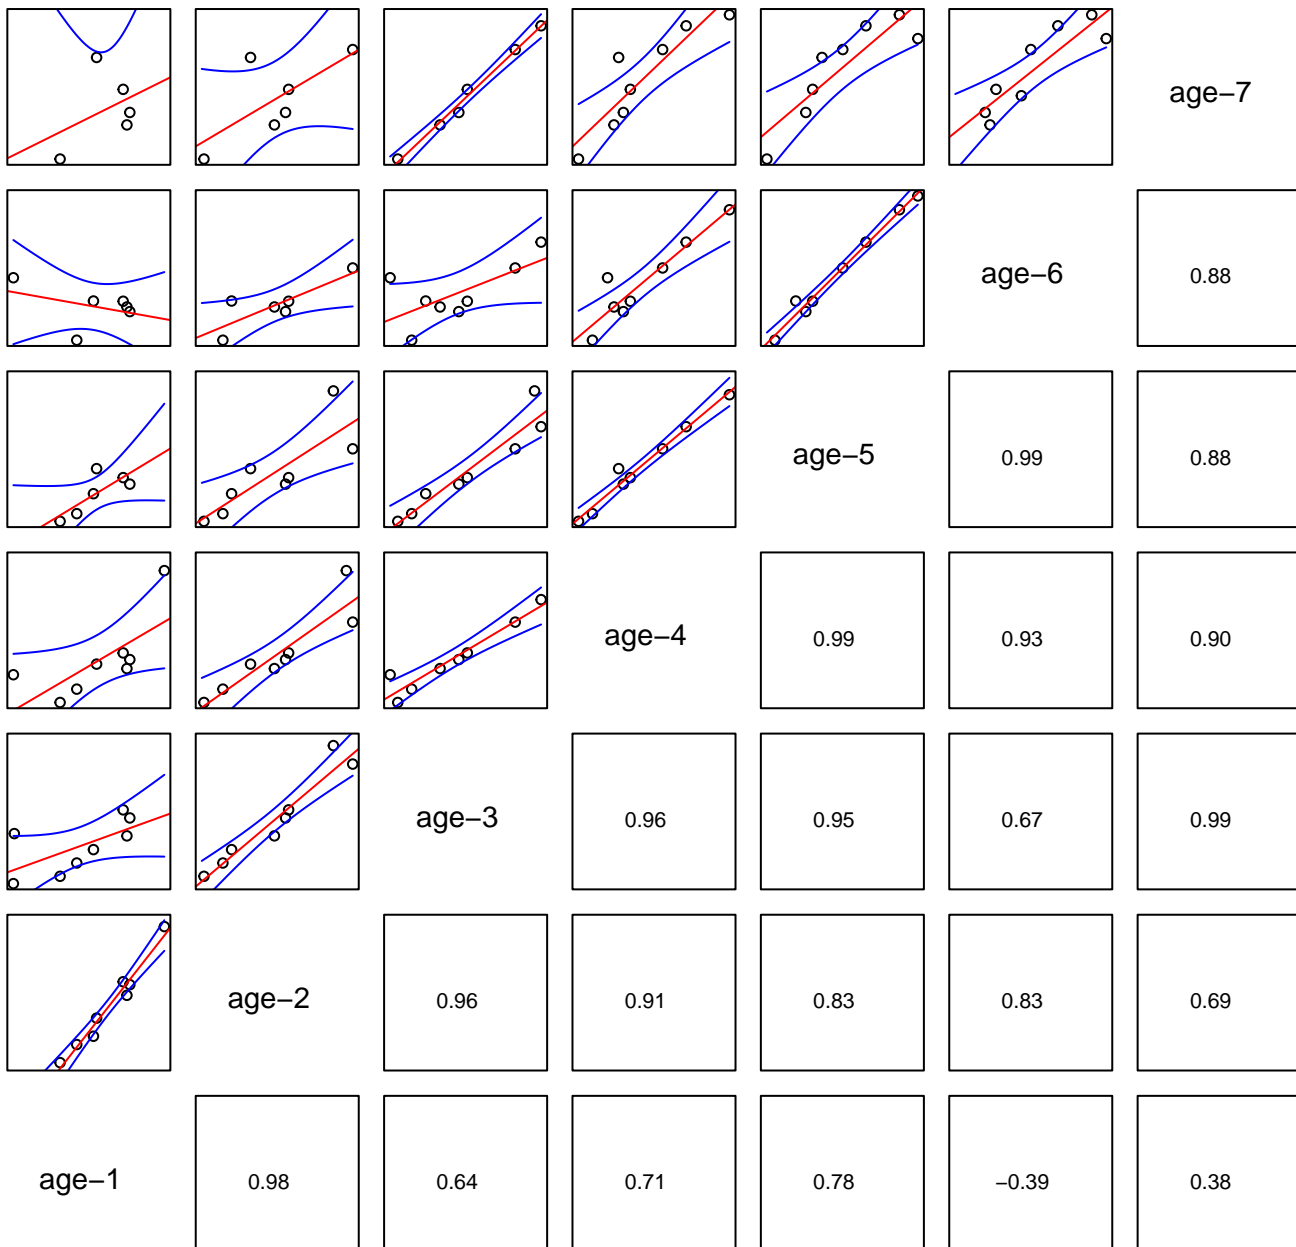 age−7
age−6 0.88
age−5 0.99 0.88
age−4 0.99 0.93 0.90
age−3 0.96 0.95 0.67 0.99
age−2 0.96 0.91 0.83 0.83 0.69
age−1 0.98 0.64 0.71 0.78 −0.39 0.38